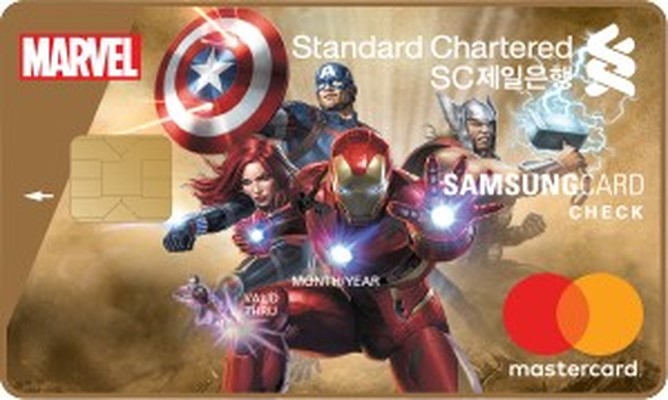 MARVEL
Standard Chartered
SC제일은행
A
SAMSUNGCARD
CHECK
MONTH/YEAR
VALID
THRU
mastercard